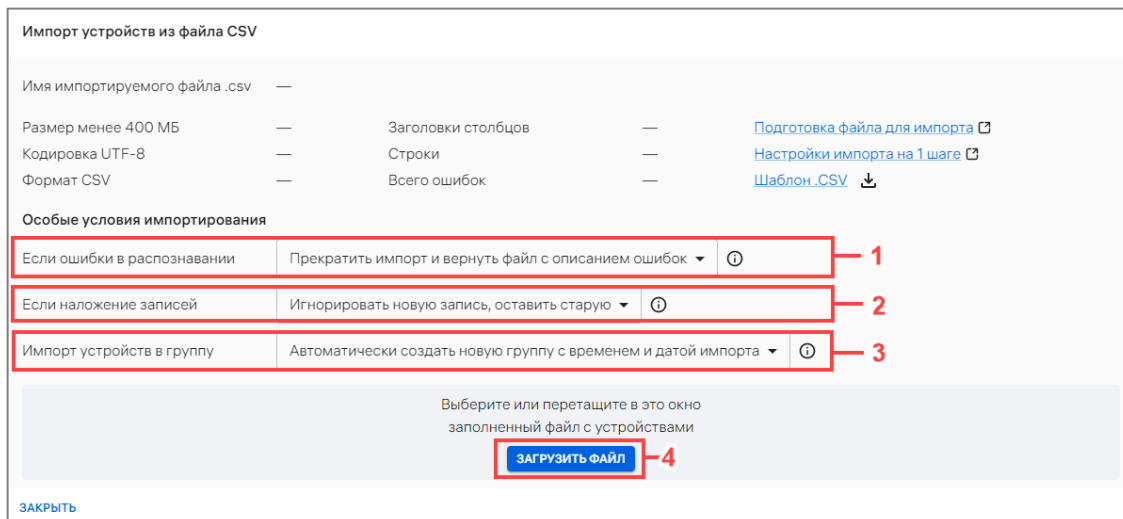 Импорт устройств из файла CSV
Имя импортируемого файла .csv —
Размер менее 400 МБ — Заголовки столбцов — Подготовка файла для импорта
Кодировка UTF-8 — Строки — Настройки импорта на 1 шаге
Формат CSV — Всего ошибок — Шаблон .CSV
Особые условия импортирования
Если ошибки в распознавании Прекратить импорт и вернуть файл с описанием ошибок 1
Если наложение записей Игнорировать новую запись, оставить старую 2
Импорт устройств в группу Автоматически создать новую группу с временем и датой импорта 3
Выберите или перетащите в это окно
заполненный файл с устройствами
ЗАГРУЗИТЬ ФАЙЛ 4
ЗАКРЫТЬ